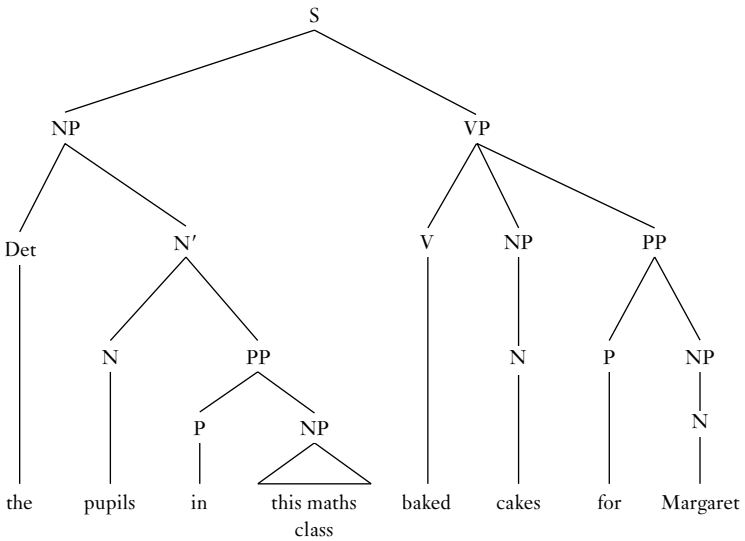 S
NP VP
Det N′ V NP PP
N PP N P NP
P NP N
the pupils in this maths baked cakes for Margaret
class